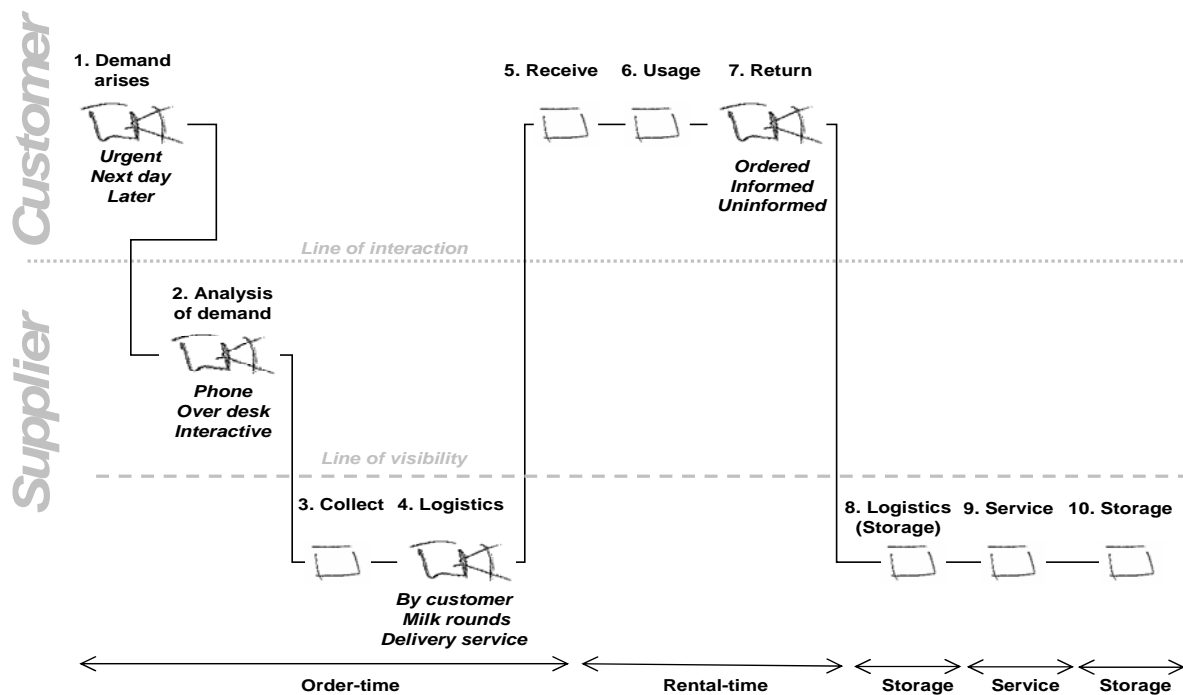 Customer
Supplier
1. Demand
arises
Urgent
Next day
Later
5. Receive
6. Usage
7. Return
Ordered
Informed
Uninformed
Line of interaction
2. Analysis
of demand
Phone
Over desk
Interactive
Line of visibility
3. Collect
4. Logistics
By customer
Milk rounds
Delivery service
8. Logistics
(Storage)
9. Service
10. Storage
Order-time
Rental-time
Storage
Service
Storage